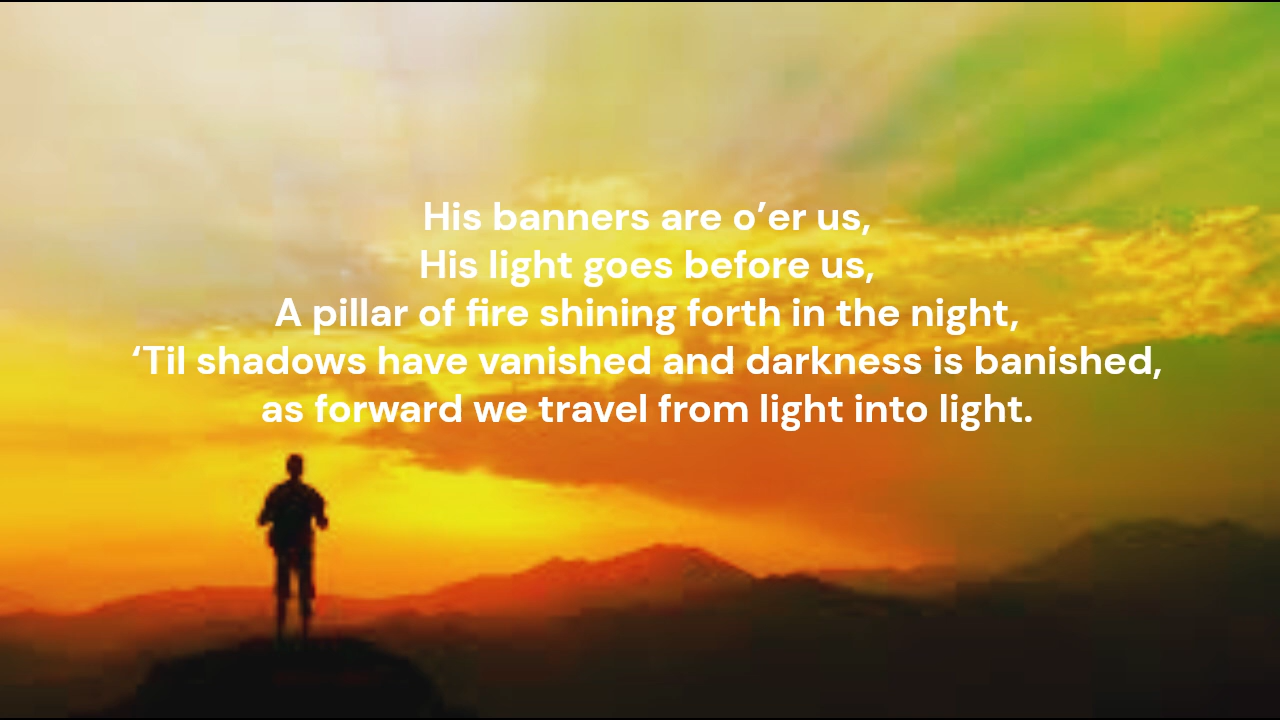 His banners are o’er us,
His light goes before us,
A pillar of fire shining forth in the night,
‘Til shadows have vanished and darkness is banished,
as forward we travel from light into light.